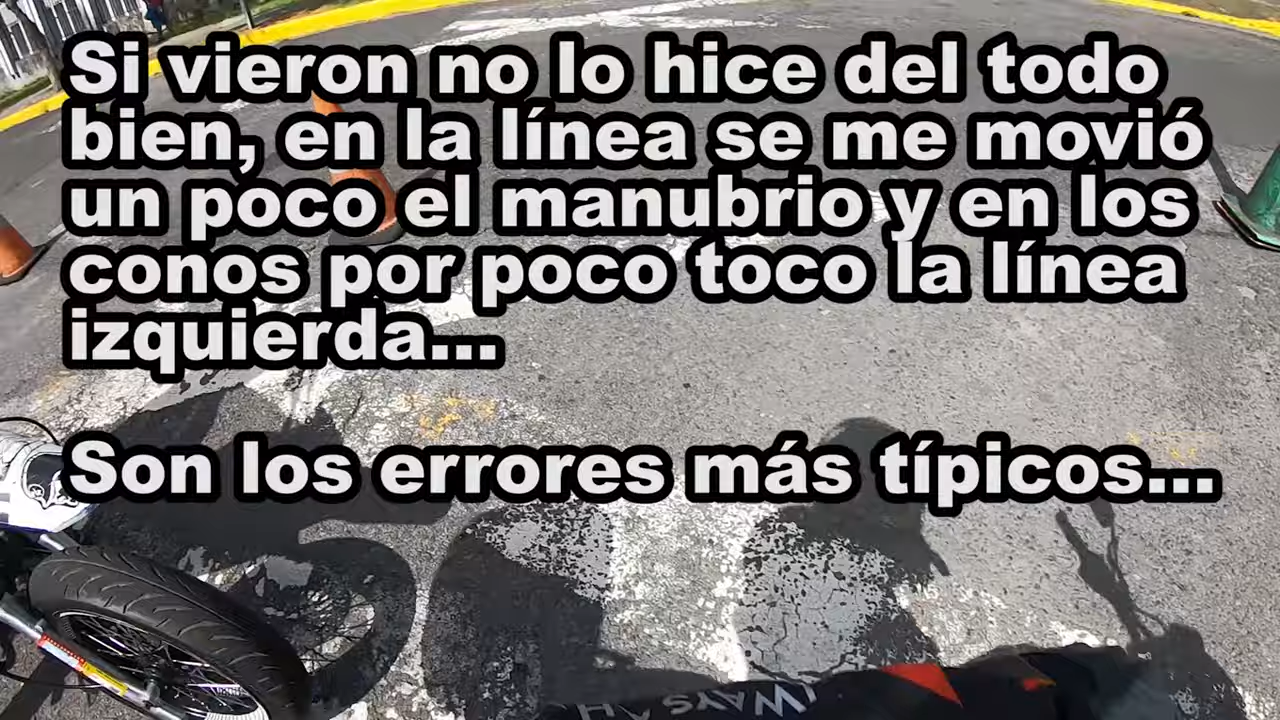 Si vieron no lo hice del todo
bien, en la línea se me movió
un poco el manubrio y en los
conos por poco toco la línea
izquierda...
Son los errores más típicos...
WAYS